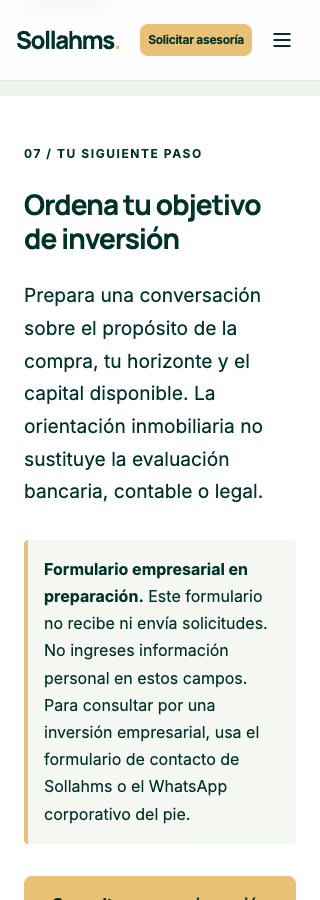 Sollahms.
Solicitar asesoría
07 / TU SIGUIENTE PASO
Ordena tu objetivo
de inversión
Prepara una conversación
sobre el propósito de la
compra, tu horizonte y el
capital disponible. La
orientación inmobiliaria no
sustituye la evaluación
bancaria, contable o legal.
Formulario empresarial en
preparación. Este formulario
no recibe ni envía solicitudes.
No ingreses información
personal en estos campos.
Para consultar por una
inversión empresarial, usa el
formulario de contacto de
Sollahms o el WhatsApp
corporativo del pie.